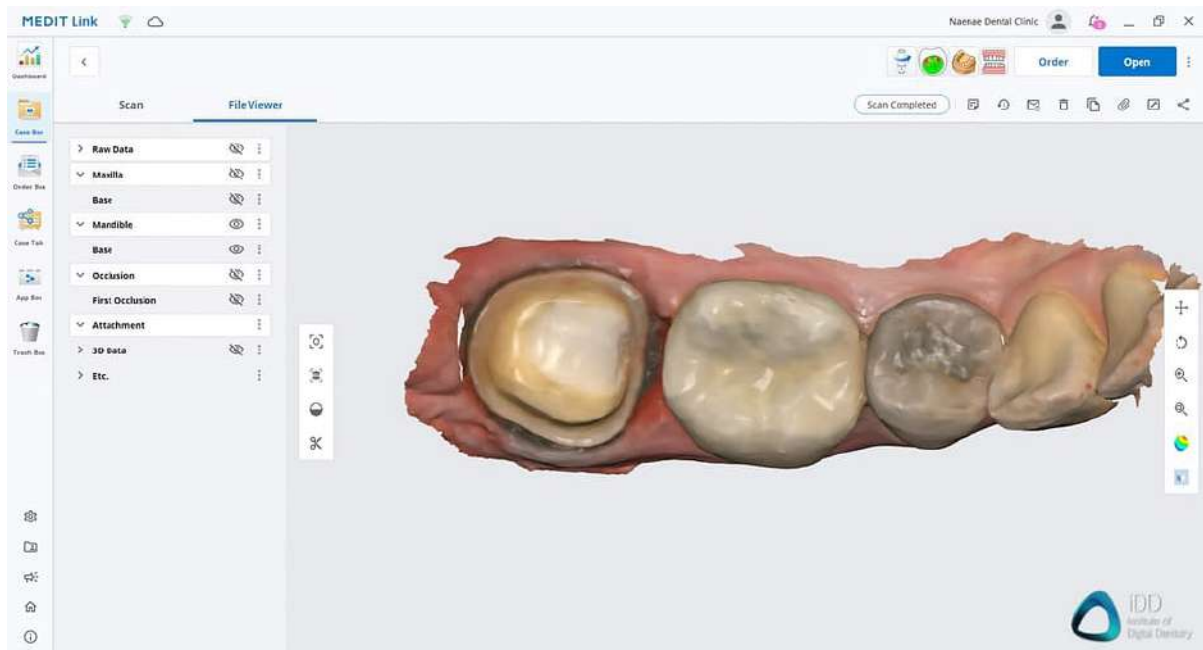 MEDIT Link
Naenae Dental Clinic
Dashboard
Order
Open
Scan
File Viewer
Scan Completed
Case Box
Raw Data
Maxilla
Order Box
Base
Mandible
Case Talk
Base
Occlusion
App Box
First Occlusion
Attachment
Trash Box
3D Data
Etc.
iDD
Institute of
Digital Dentistry